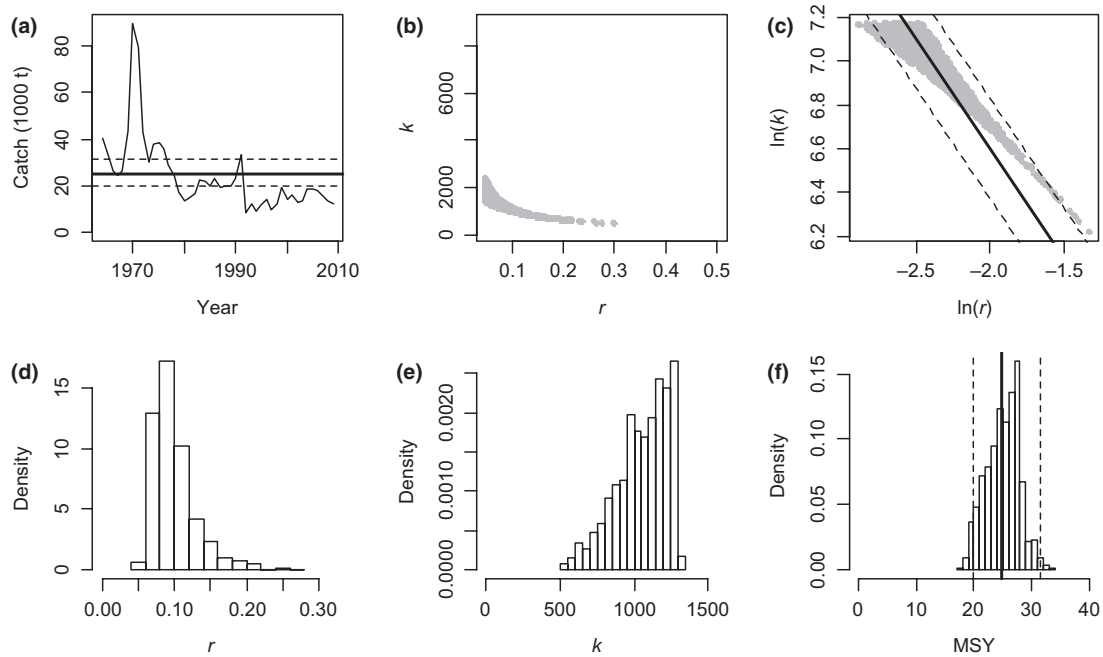 (a)
Catch (1000 t)
0 20 40 60 80
1970 1990 2010
Year
(b)
k
0 2000 6000
0.1 0.2 0.3 0.4 0.5
r
(c)
ln(k)
6.2 6.4 6.6 6.8 7.0 7.2
–2.5 –2.0 –1.5
ln(r)
(d)
Density
0 5 10 15
0.00 0.10 0.20 0.30
r
(e)
Density
0.0000 0.0010 0.0020
0 500 1000 1500
k
(f)
Density
0.00 0.05 0.10 0.15
0 10 20 30 40
MSY